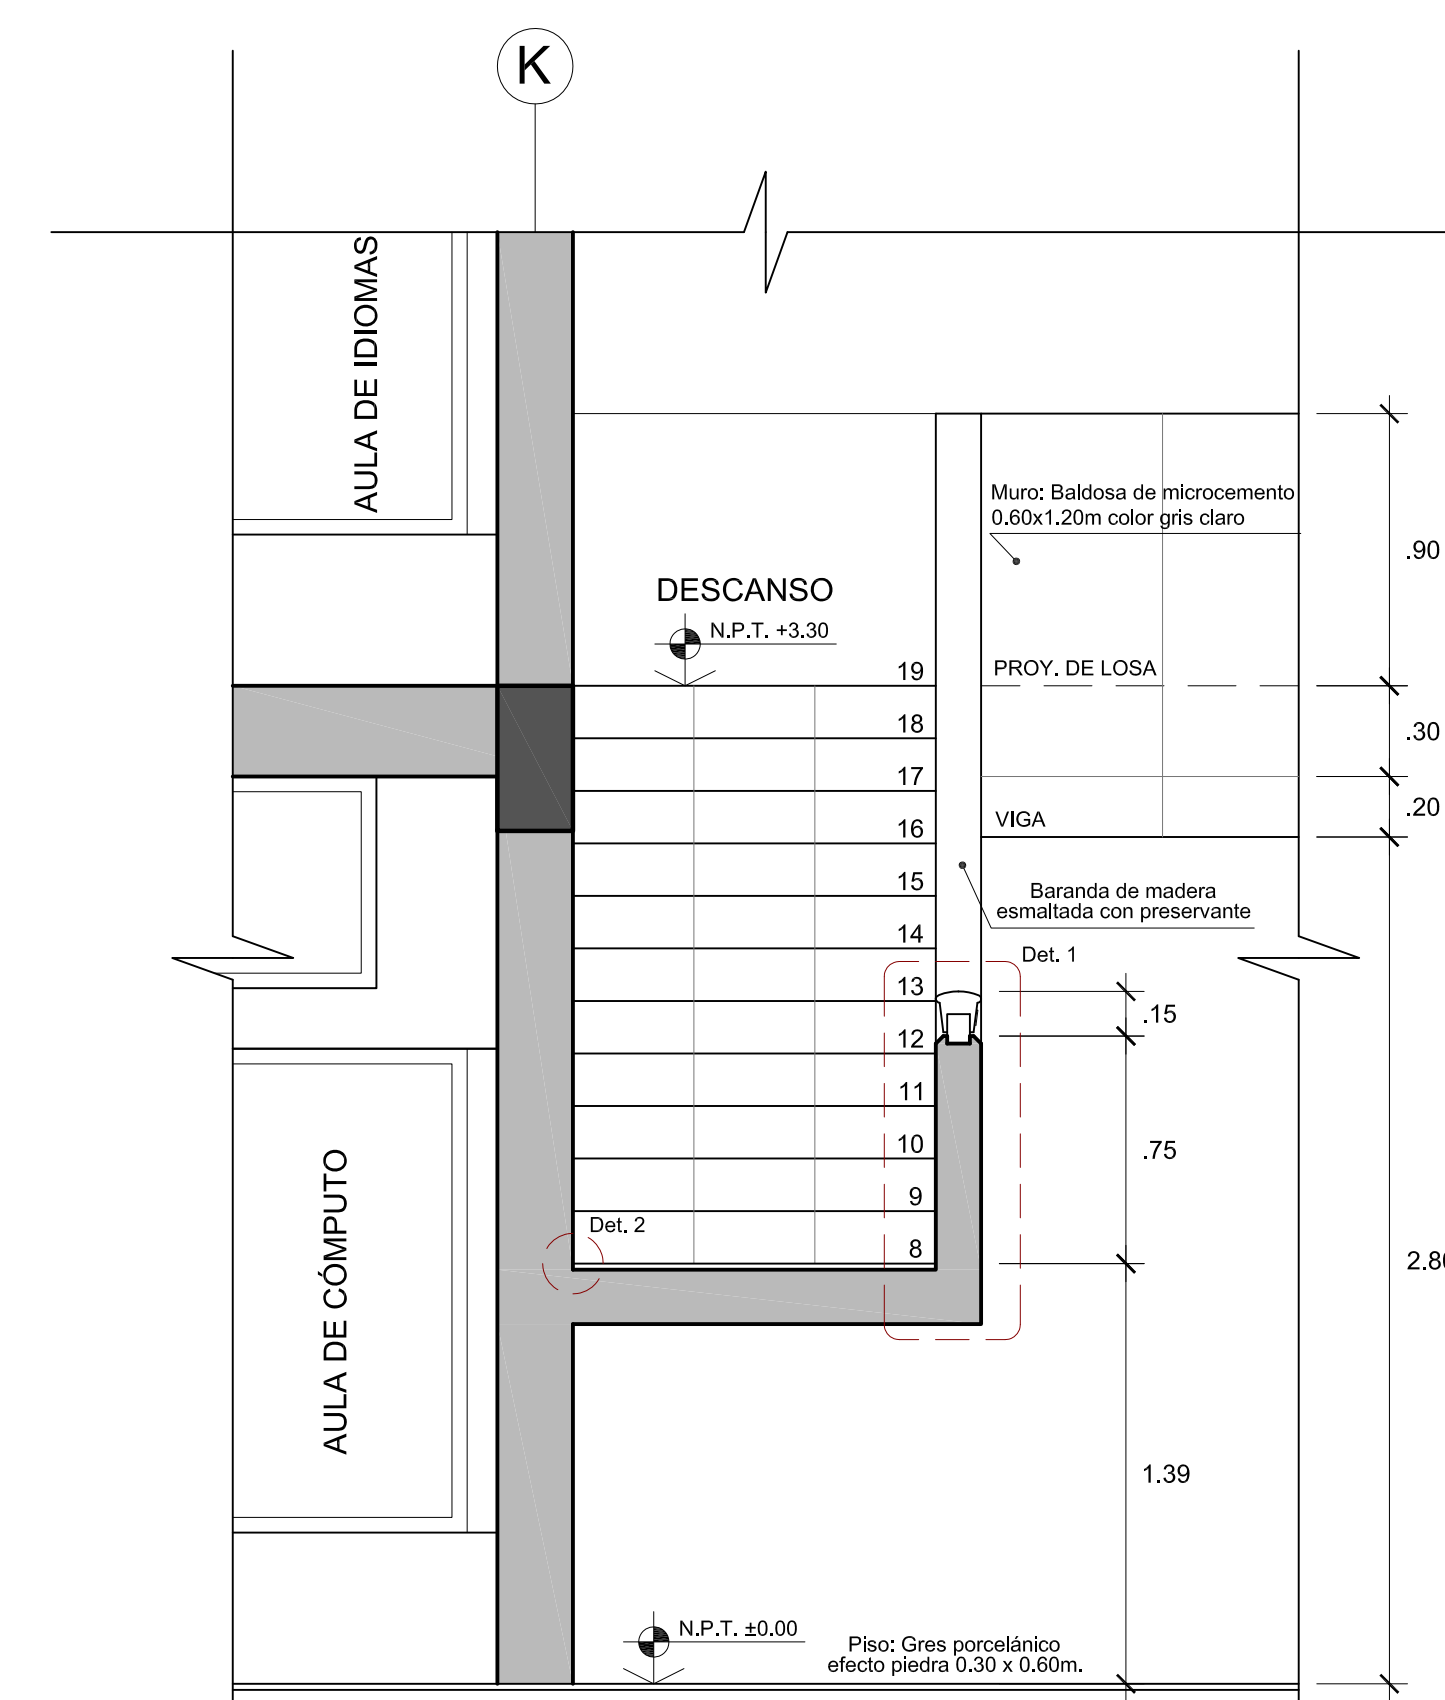 K
AULA DE IDIOMAS
Muro: Baldosa de microcemento
0.60x1.20m color gris claro
.90
DESCANSO
N.P.T. +3.30
19
PROY. DE LOSA
18
.30
17
.20
16
VIGA
15
Baranda de madera
esmaltada con preservante
14
Det. 1
13
.15
12
11
10
.75
9
Det. 2
8
AULA DE CÓMPUTO
1.39
N.P.T. ±0.00
Piso: Gres porcelánico
efecto piedra 0.30 x 0.60m.